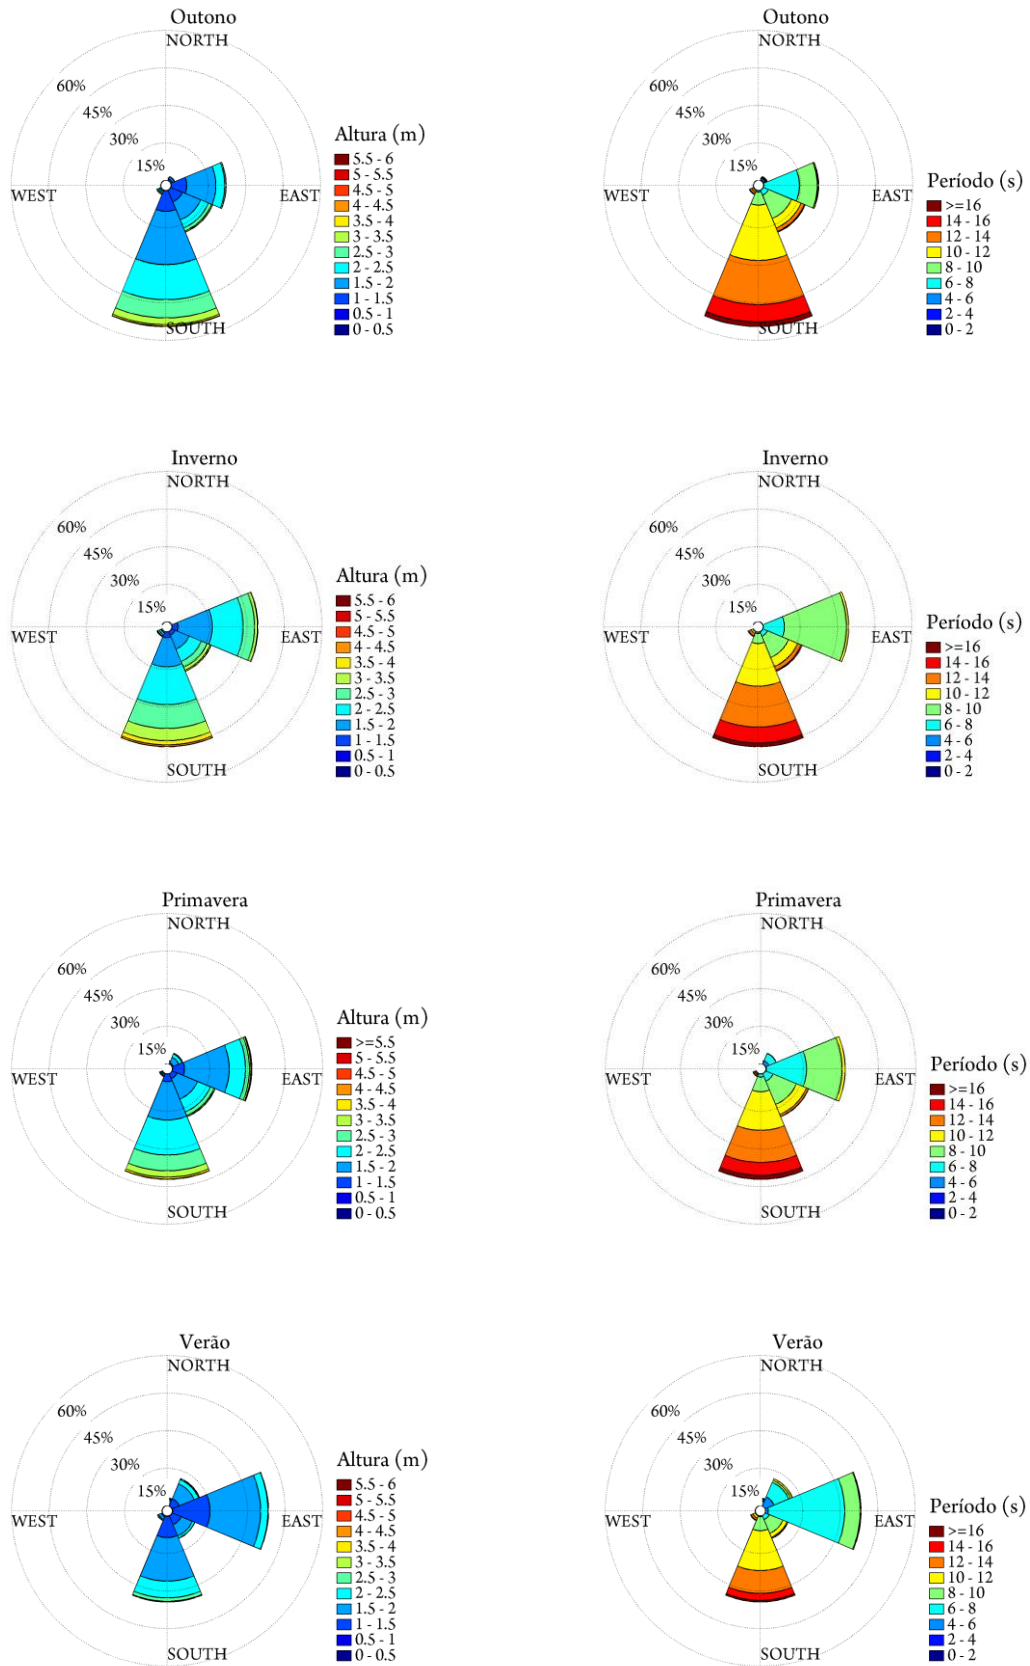 Outono
NORTH
60%
45%
30%
15%
WEST
EAST
SOUTH
Altura (m)
5.5 - 6
5 - 5.5
4.5 - 5
4 - 4.5
3.5 - 4
3 - 3.5
2.5 - 3
2 - 2.5
1.5 - 2
1 - 1.5
0.5 - 1
0 - 0.5
Outono
NORTH
60%
45%
30%
15%
WEST
EAST
SOUTH
Período (s)
>=16
14 - 16
12 - 14
10 - 12
8 - 10
6 - 8
4 - 6
2 - 4
0 - 2
Inverno
NORTH
60%
45%
30%
15%
WEST
EAST
SOUTH
Altura (m)
5.5 - 6
5 - 5.5
4.5 - 5
4 - 4.5
3.5 - 4
3 - 3.5
2.5 - 3
2 - 2.5
1.5 - 2
1 - 1.5
0.5 - 1
0 - 0.5
Inverno
NORTH
60%
45%
30%
15%
WEST
EAST
SOUTH
Período (s)
>=16
14 - 16
12 - 14
10 - 12
8 - 10
6 - 8
4 - 6
2 - 4
0 - 2
Primavera
NORTH
60%
45%
30%
15%
WEST
EAST
SOUTH
Altura (m)
>=5.5
5 - 5.5
4.5 - 5
4 - 4.5
3.5 - 4
3 - 3.5
2.5 - 3
2 - 2.5
1.5 - 2
1 - 1.5
0.5 - 1
0 - 0.5
Primavera
NORTH
60%
45%
30%
15%
WEST
EAST
SOUTH
Período (s)
>=16
14 - 16
12 - 14
10 - 12
8 - 10
6 - 8
4 - 6
2 - 4
0 - 2
Verão
NORTH
60%
45%
30%
15%
WEST
EAST
SOUTH
Altura (m)
5.5 - 6
5 - 5.5
4.5 - 5
4 - 4.5
3.5 - 4
3 - 3.5
2.5 - 3
2 - 2.5
1.5 - 2
1 - 1.5
0.5 - 1
0 - 0.5
Verão
NORTH
60%
45%
30%
15%
WEST
EAST
SOUTH
Período (s)
>=16
14 - 16
12 - 14
10 - 12
8 - 10
6 - 8
4 - 6
2 - 4
0 - 2